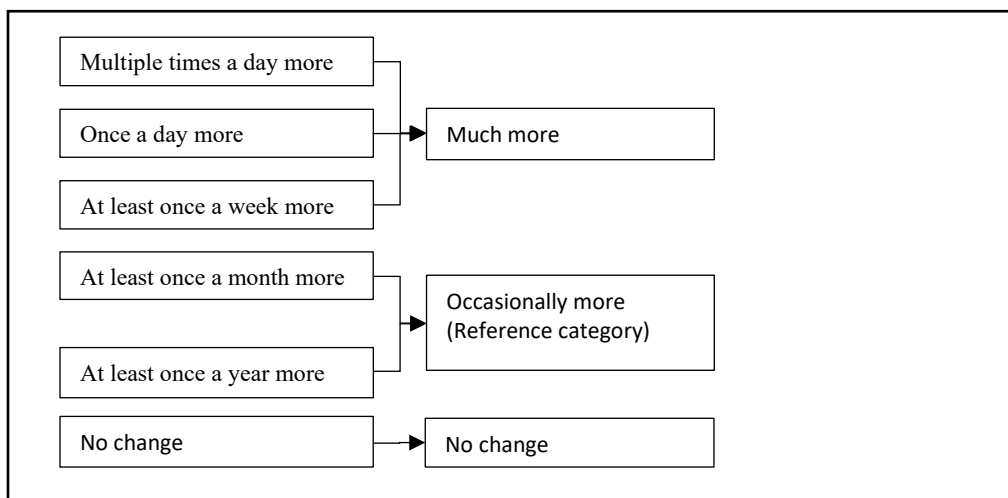 Multiple times a day more
Once a day more
Much more
At least once a week more
At least once a month more
Occasionally more
(Reference category)
At least once a year more
No change
No change